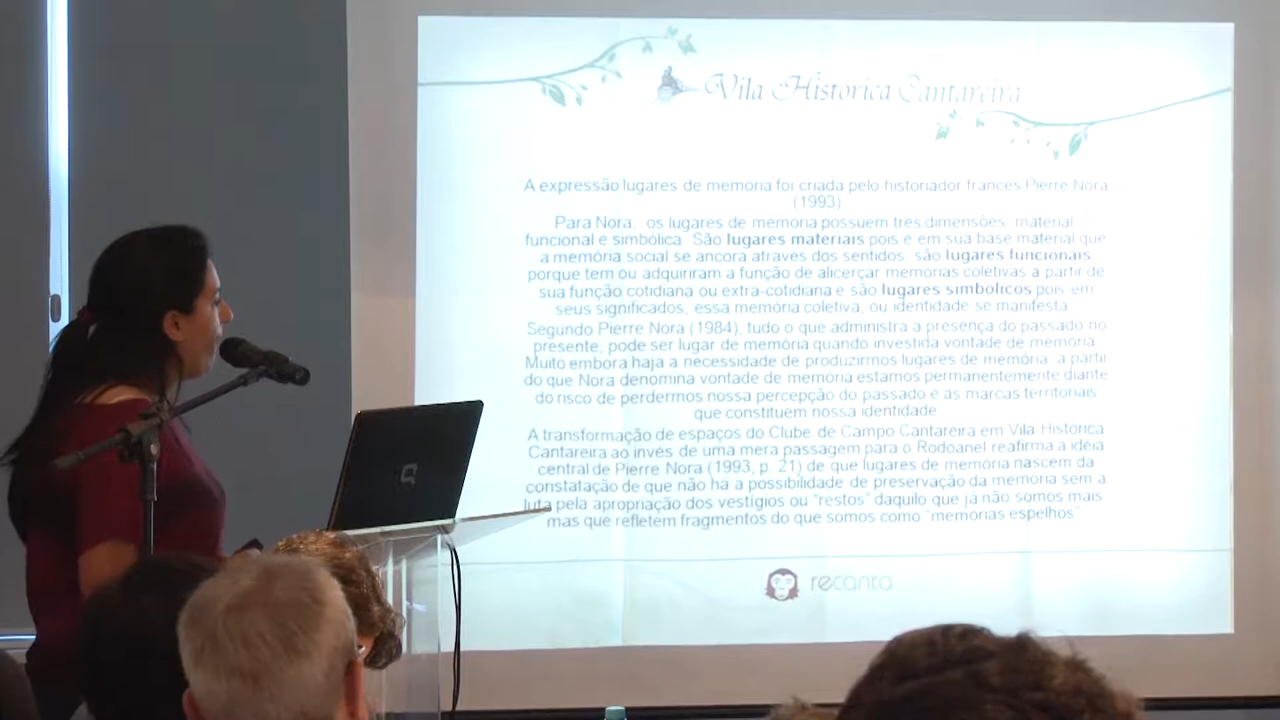 Vila Histórica Cantareira
A expressão lugares de memória foi criada pelo historiador francês Pierre Nora
(1993)
Para Nora, os lugares de memória possuem três dimensões: material
funcional e simbólica. São lugares materiais pois é em sua base material que
a memória social se ancora através dos sentidos, são lugares funcionais
porque tem ou adquiriram a função de alicerçar memórias coletivas a partir de
sua função cotidiana ou extra-cotidiana e são lugares simbólicos pois em
seus significados, essa memória coletiva, ou identidade se manifesta
Segundo Pierre Nora (1984), tudo o que administra a presença do passado no
presente, pode ser lugar de memória quando investida vontade de memória.
Muito embora haja a necessidade de produzirmos lugares de memória a partir
do que Nora denomina vontade de memória estamos permanentemente diante
do risco de perdermos nossa percepção do passado e as marcas territoriais
que constituem nossa identidade
A transformação de espaços do Clube de Campo Cantareira em Vila Histórica
Cantareira ao invés de uma mera passagem para o Rodoanel reafirma a idéia
central de Pierre Nora (1993, p. 21) de que lugares de memória nascem da
constatação de que não há a possibilidade de preservação da memória sem a
luta pela apropriação dos vestígios ou "restos" daquilo que já não somos mais
mas que refletem fragmentos do que somos como "memórias espelhos"
recanto